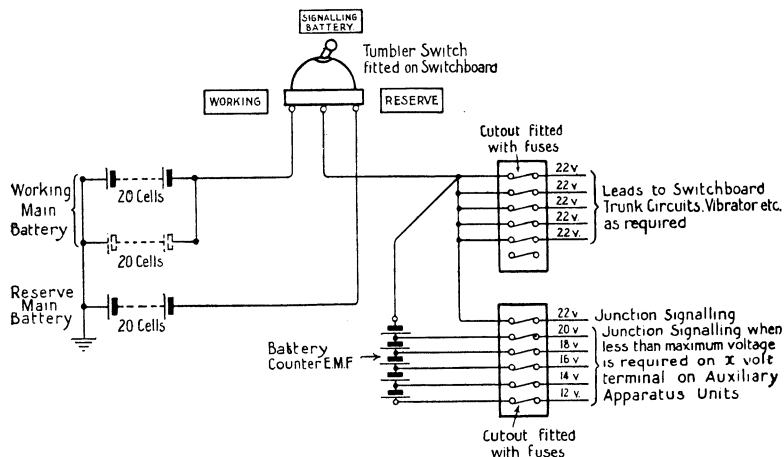 SIGNALLING
BATTERY.
Tumbler Switch
fitted on Switchboard
WORKING
RESERVE
Cutout fitted
with fuses
22 v
22 v
22 v
22 v.
22 v.
Leads to Switchboard
Trunk Circuits. Vibrator etc.
as required
Working
Main
Battery
20 Cells
20 Cells
Reserve
Main
Battery
20 Cells
Battery
Counter E.M.F
22 v
20 v
18 v
16 v
14 v
12 v.
Junction Signalling
Junction Signalling when
less than maximum voltage
is required on x volt
terminal on Auxiliary
Apparatus Units
Cutout fitted
with fuses